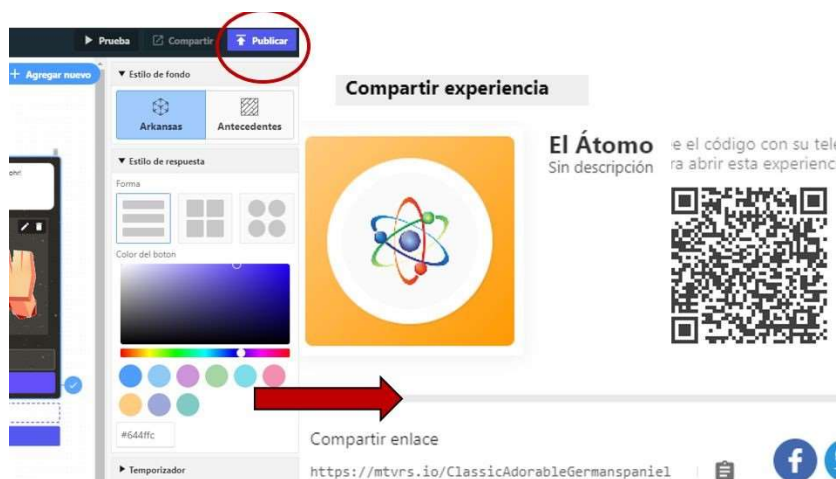 Prueba
Compartir
Publicar
+ Agregar nuevo
Estilo de fondo
Arkansas
Antecedentes
Estilo de respuesta
Forma
Color del boton
#644ffc
Temporizador
Compartir experiencia
El Átomo
Sin descripción
el código con su
ra abrir esta
Compartir enlace
https://mtvrs.io/ClassicAdorableGermanspaniel